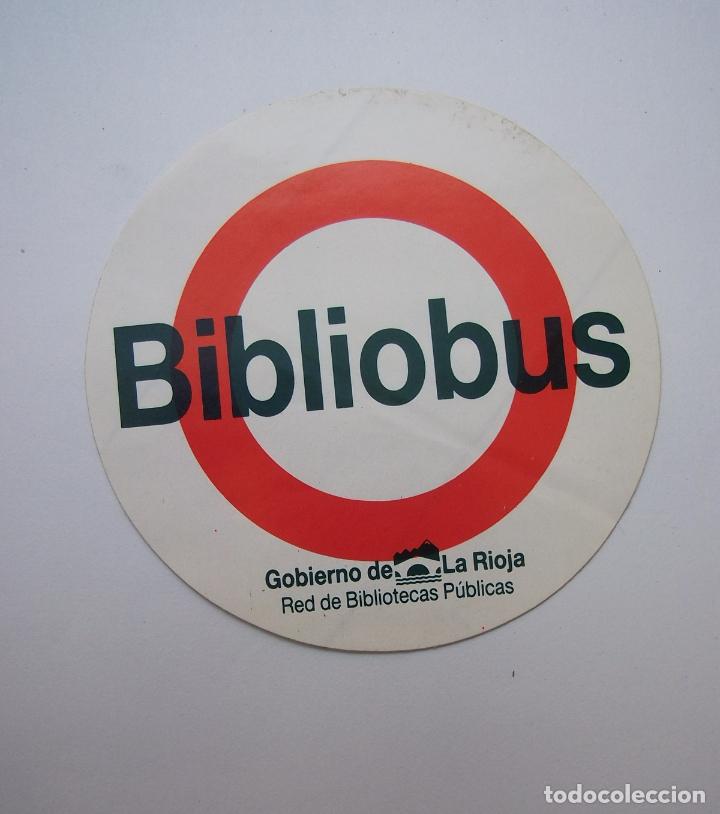 Bibliobus
Gobierno de La Rioja
Red de Bibliotecas Públicas
todocoleccion